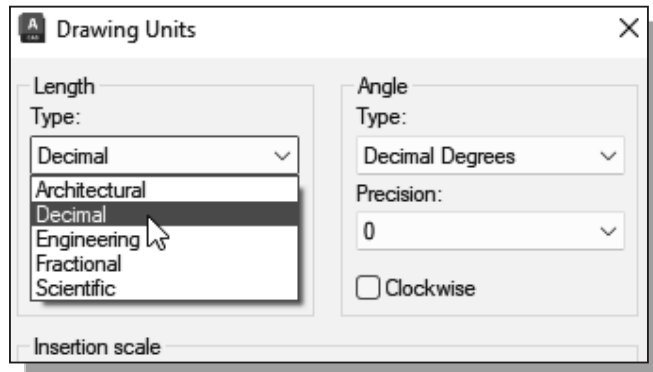 A
CAD
Drawing Units
Length
Type:
Decimal
Architectural
Decimal
Engineering
Fractional
Scientific
Angle
Type:
Decimal Degrees
Precision:
0
Clockwise
Insertion scale